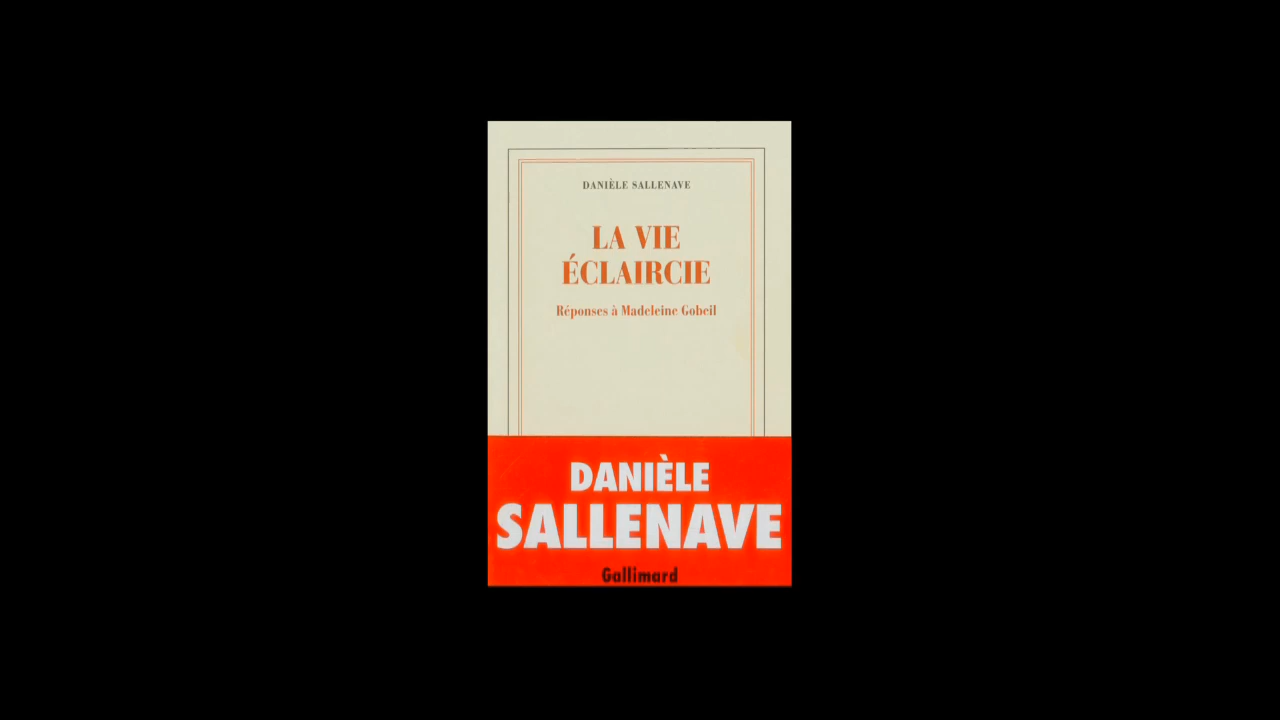 DANIÈLE SALLENAVE
LA VIE
ÉCLAIRCIE
Réponses à Madeleine Gobeil
DANIÈLE
SALLENAVE
Gallimard